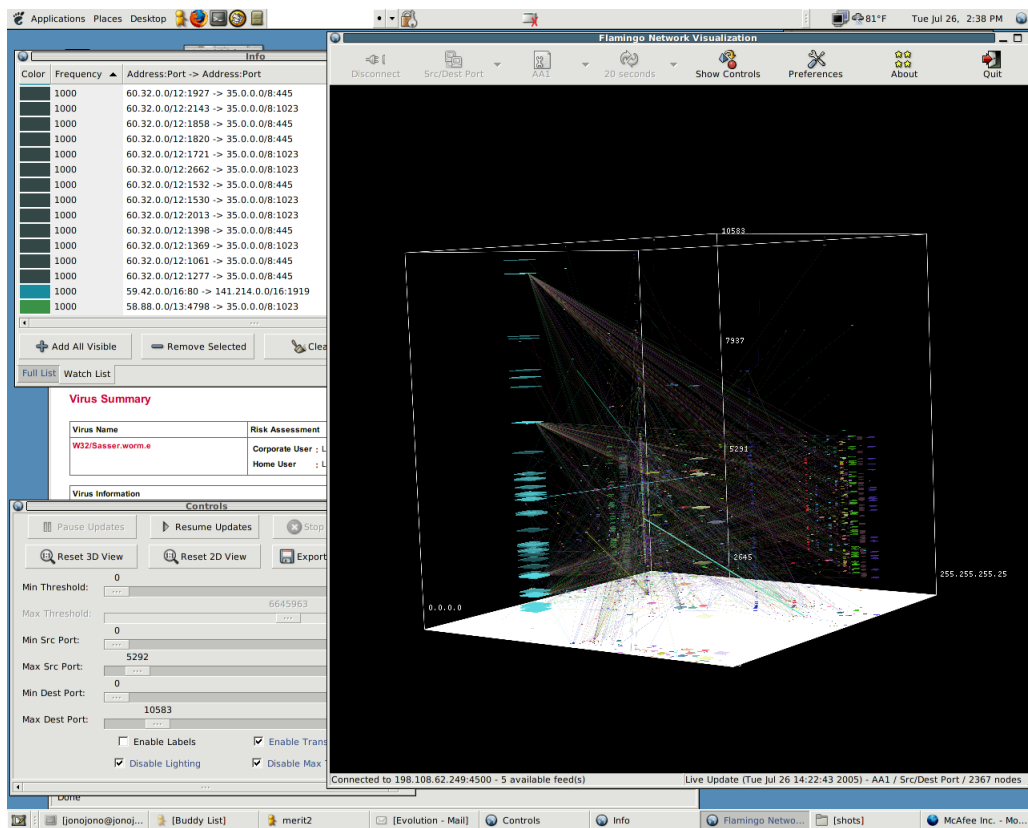 Applications Places Desktop
81°F Tue Jul 26, 2:38 PM
Info
Color Frequency Address:Port -> Address:Port
1000 60.32.0.0/12:1927 -> 35.0.0.0/8:445
1000 60.32.0.0/12:2143 -> 35.0.0.0/8:1023
1000 60.32.0.0/12:1858 -> 35.0.0.0/8:445
1000 60.32.0.0/12:1820 -> 35.0.0.0/8:445
1000 60.32.0.0/12:1721 -> 35.0.0.0/8:1023
1000 60.32.0.0/12:2662 -> 35.0.0.0/8:1023
1000 60.32.0.0/12:1532 -> 35.0.0.0/8:445
1000 60.32.0.0/12:1530 -> 35.0.0.0/8:1023
1000 60.32.0.0/12:2013 -> 35.0.0.0/8:1023
1000 60.32.0.0/12:1398 -> 35.0.0.0/8:445
1000 60.32.0.0/12:1369 -> 35.0.0.0/8:1023
1000 60.32.0.0/12:1061 -> 35.0.0.0/8:445
1000 60.32.0.0/12:1277 -> 35.0.0.0/8:445
1000 59.42.0.0/16:80 -> 141.214.0.0/16:1919
1000 58.88.0.0/13:4798 -> 35.0.0.0/8:1023
Add All Visible Remove Selected Clea
Full List Watch List
Virus Summary
Virus Name Risk Assessment
W32/Sasser.worm.e Corporate User : L
Home User : L
Virus Information
Controls
Pause Updates Resume Updates Stop
Reset 3D View Reset 2D View Export
0
Min Threshold:
6645963
Max Threshold:
0
Min Src Port:
5292
Max Src Port:
0
Min Dest Port:
10583
Max Dest Port:
Enable Labels Enable Trans
Disable Lighting Disable Max T
Done
Flamingo Network Visualization
Disconnect Src/Dest Port AA1 20 seconds Show Controls Preferences About Quit
10583
7937
5291
2645
255.255.255.25
0.0.0.0
Connected to 198.108.62.249:4500 - 5 available feed(s) Live Update (Tue Jul 26 14:22:43 2005) - AA1 / Src/Dest Port / 2367 nodes
[jonojono@jonoj... [Buddy List] merit2 [Evolution - Mail] Controls Info Flamingo Netwo... [shots] McAfee Inc. - Mo...